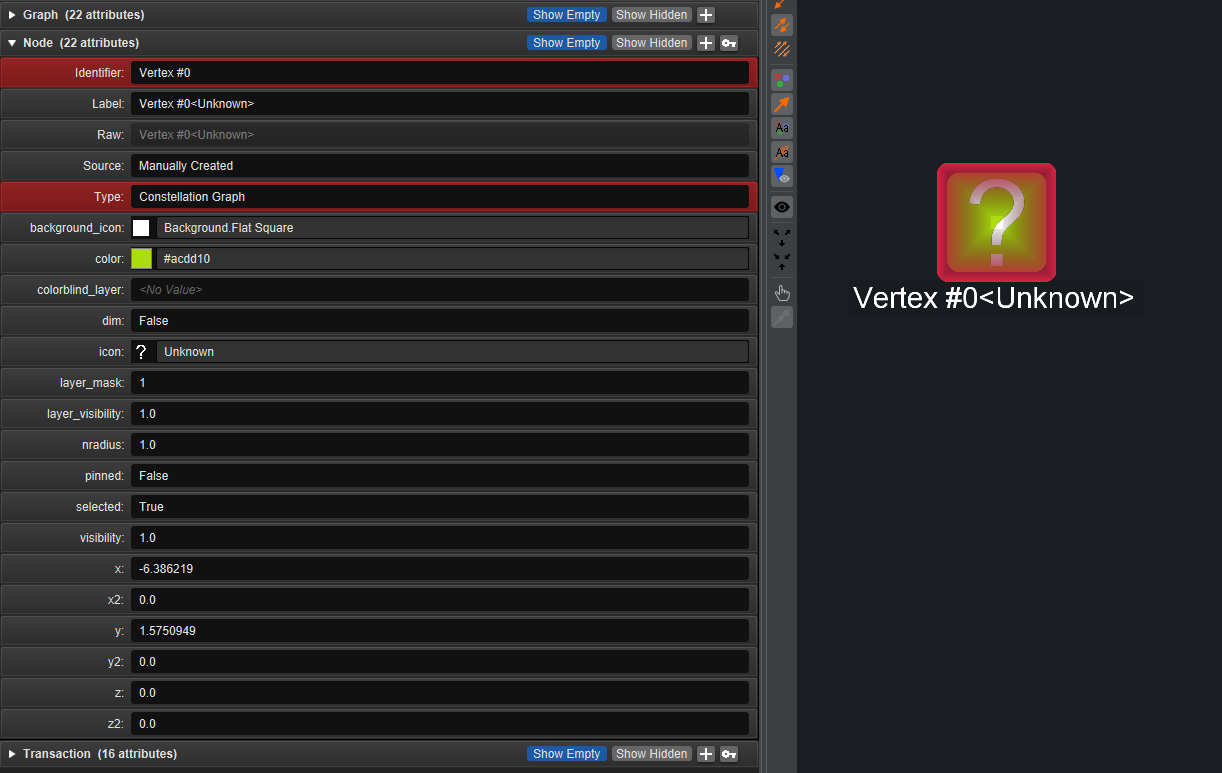 Graph (22 attributes) Show Empty Show Hidden
Node (22 attributes) Show Empty Show Hidden
Identifier: Vertex #0
Label: Vertex #0<Unknown>
Raw: Vertex #0<Unknown>
Source: Manually Created
Type: Constellation Graph
background_icon: Background.Flat Square
color: #acdd10
colorblind_layer: <No Value>
dim: False
icon: ? Unknown
layer_mask: 1
layer_visibility: 1.0
nradius: 1.0
pinned: False
selected: True
visibility: 1.0
x: -6.386219
x2: 0.0
y: 1.5750949
y2: 0.0
z: 0.0
z2: 0.0
Transaction (16 attributes) Show Empty Show Hidden
Aa
Aa
?
Vertex #0<Unknown>